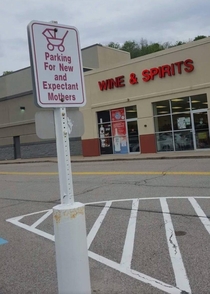 Parking
For New
and
Expectant
Mothers
WINE & SPIRITS